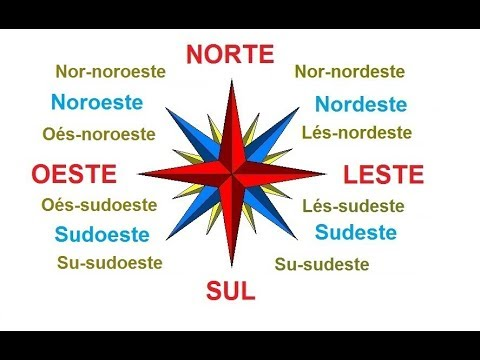 NORTE
Nor-noroeste
Nor-nordeste
Noroeste
Nordeste
Oés-noroeste
Lés-nordeste
OESTE
LESTE
Oés-sudoeste
Lés-sudeste
Sudoeste
Sudeste
Su-sudoeste
Su-sudeste
SUL